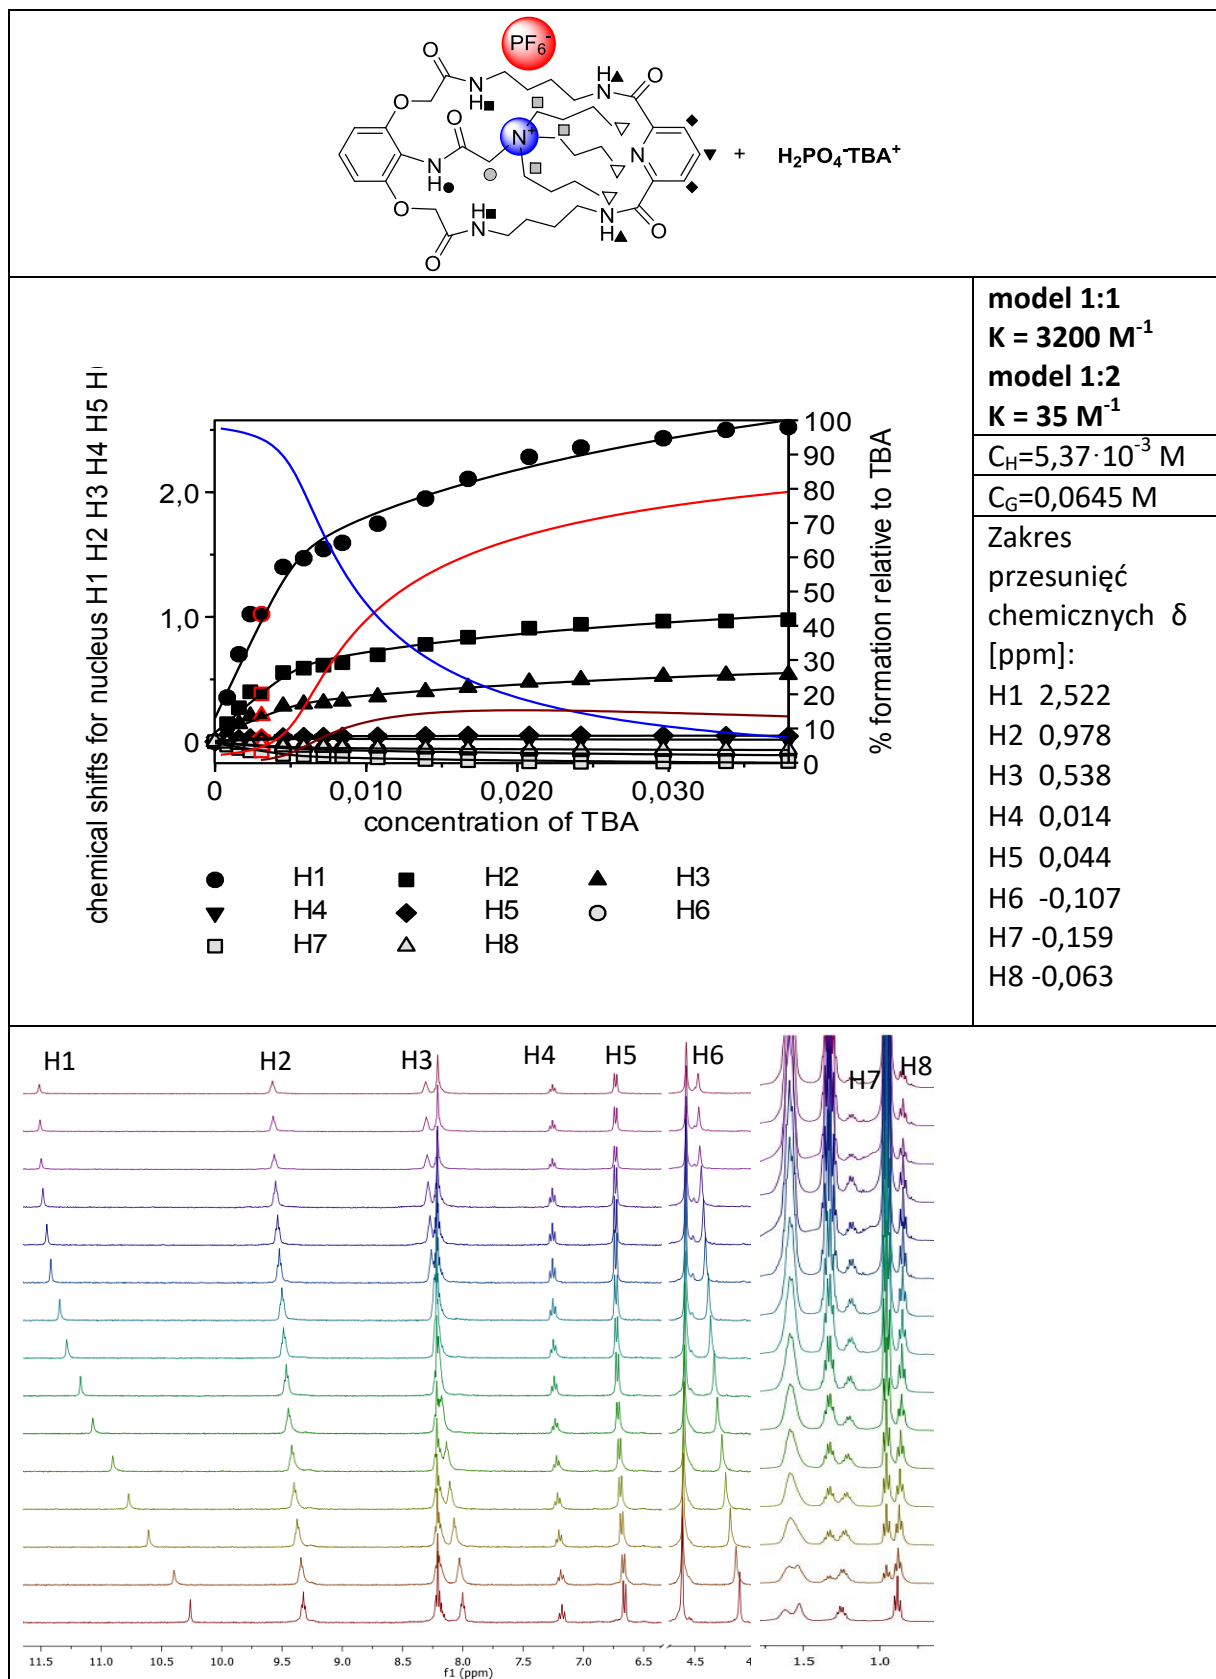 PF6-
O
N
H
H
N
O
O
O
N+
N
N
H
O
O
H
N
N
H
O
O
+ H2PO4-TBA+
chemical shifts for nucleus H1 H2 H3 H4 H5 H
2,0
1,0
0
0
0,010
0,020
0,030
concentration of TBA
100
90
80
70
60
50
40
30
20
10
0
% formation relative to TBA
H1 H2 H3
H4 H5 H6
H7 H8
model 1:1
K = 3200 M-1
model 1:2
K = 35 M-1
CH=5,37·10-3 M
CG=0,0645 M
Zakres
przesunięć
chemicznych δ
[ppm]:
H1 2,522
H2 0,978
H3 0,538
H4 0,014
H5 0,044
H6 -0,107
H7 -0,159
H8 -0,063
H1 H2 H3 H4 H5 H6 H7 H8
11.5 11.0 10.5 10.0 9.5 9.0 8.5 8.0 7.5 7.0 6.5 4.5 4 1.5 1.0
f1 (ppm)